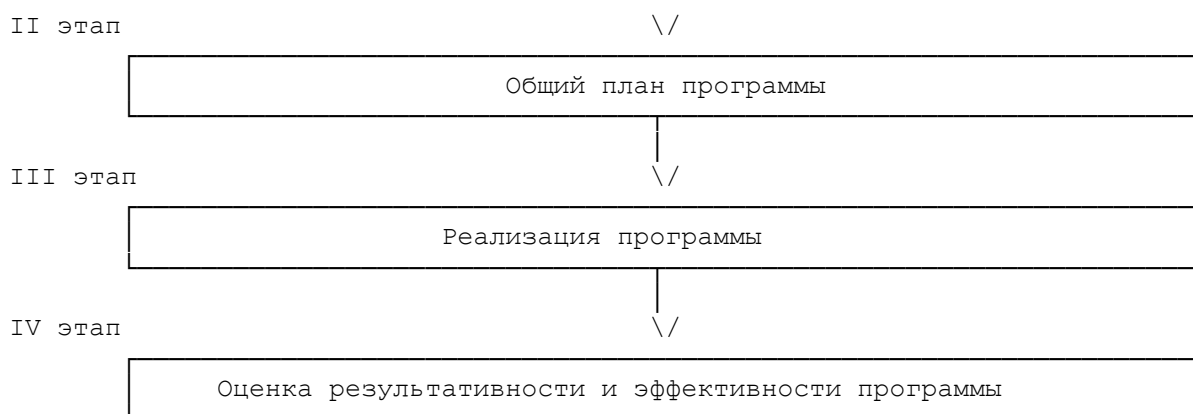 II этап \/
Общий план программы
III этап \/
Реализация программы
IV этап \/
Оценка результативности и эффективности программы